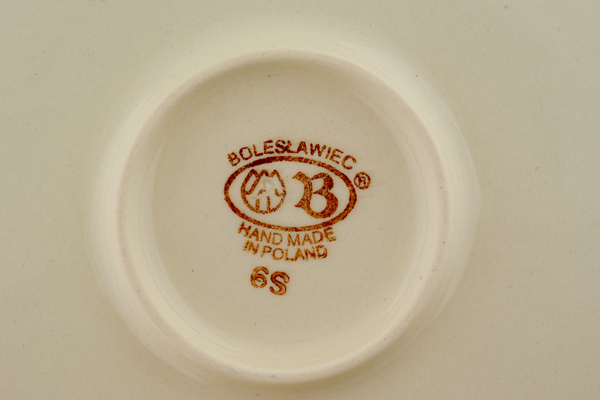 BOLESŁAWIEC
B ®
HAND MADE
IN POLAND
6S